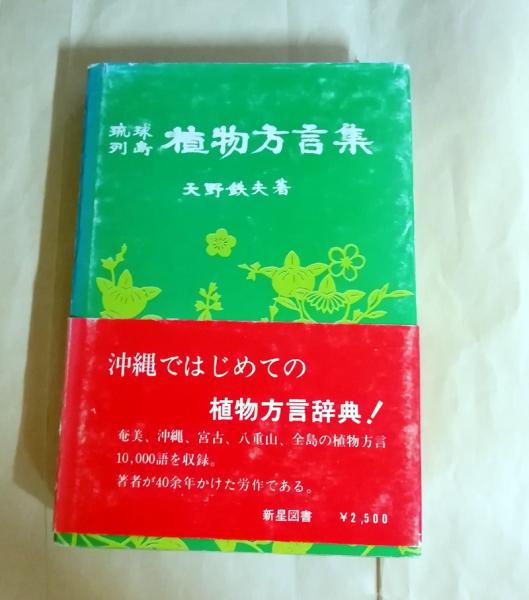 琉球
列島
植物方言集
天野鉄夫著
沖縄ではじめての
植物方言辞典！
奄美、沖縄、宮古、八重山、全島の植物方言
10,000語を収録。
著者が40余年かけた労作である。
新星図書 ￥2,500